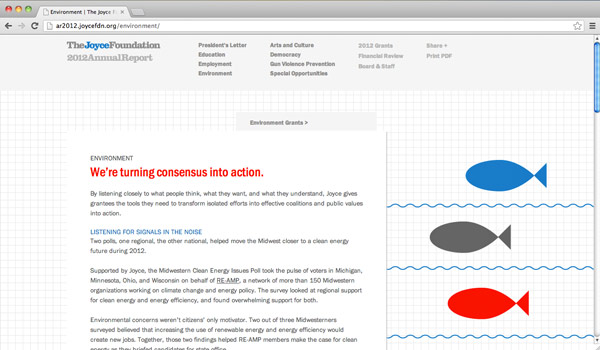 Environment | The Joyce F
ar2012.joycefdn.org/environment/
TheJoyceFoundation
2012AnnualReport
President's Letter
Education
Employment
Environment
Arts and Culture
Democracy
Gun Violence Prevention
Special Opportunities
2012 Grants
Financial Review
Board & Staff
Share +
Print PDF
Environment Grants >
ENVIRONMENT
We're turning consensus into action.
By listening closely to what people think, what they want, and what they understand, Joyce gives
grantees the tools they need to transform isolated efforts into effective coalitions and public values
into action.
LISTENING FOR SIGNALS IN THE NOISE
Two polls, one regional, the other national, helped move the Midwest closer to a clean energy
future during 2012.
Supported by Joyce, the Midwestern Clean Energy Issues Poll took the pulse of voters in Michigan,
Minnesota, Ohio, and Wisconsin on behalf of RE-AMP, a network of more than 150 Midwestern
organizations working on climate change and energy policy. The survey looked at regional support
for clean energy and energy efficiency, and found overwhelming support for both.
Environmental concerns weren't citizens' only motivator. Two out of three Midwesterners
surveyed believed that increasing the use of renewable energy and energy efficiency would
create new jobs. Together, those two findings helped RE-AMP members make the case for clean
energy as they briefed candidates for state office.